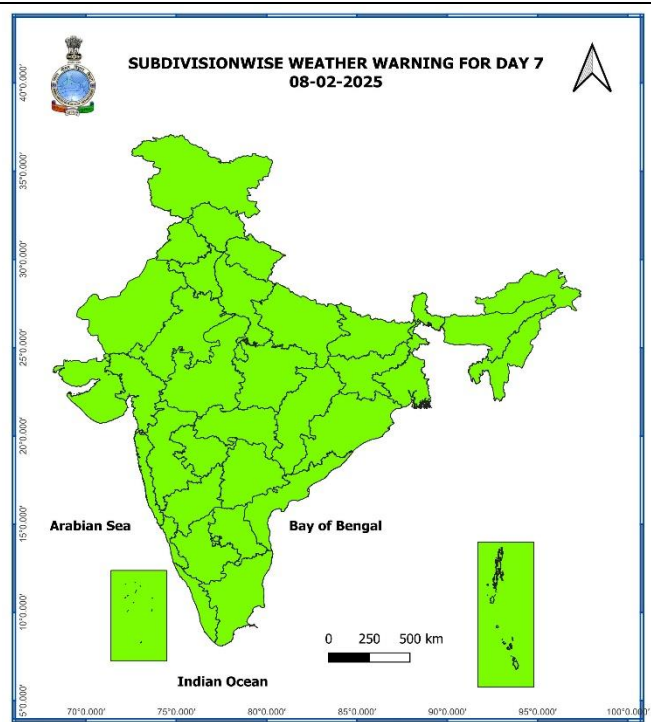 SUBDIVISIONWISE WEATHER WARNING FOR DAY 7
08-02-2025
40°0.000'
35°0.000'
30°0.000'
25°0.000'
20°0.000'
15°0.000'
10°0.000'
5°0.000'
Arabian Sea
Bay of Bengal
0 250 500 km
Indian Ocean
70°0.000' 75°0.000' 80°0.000' 85°0.000' 90°0.000' 95°0.000' 100°0.000'